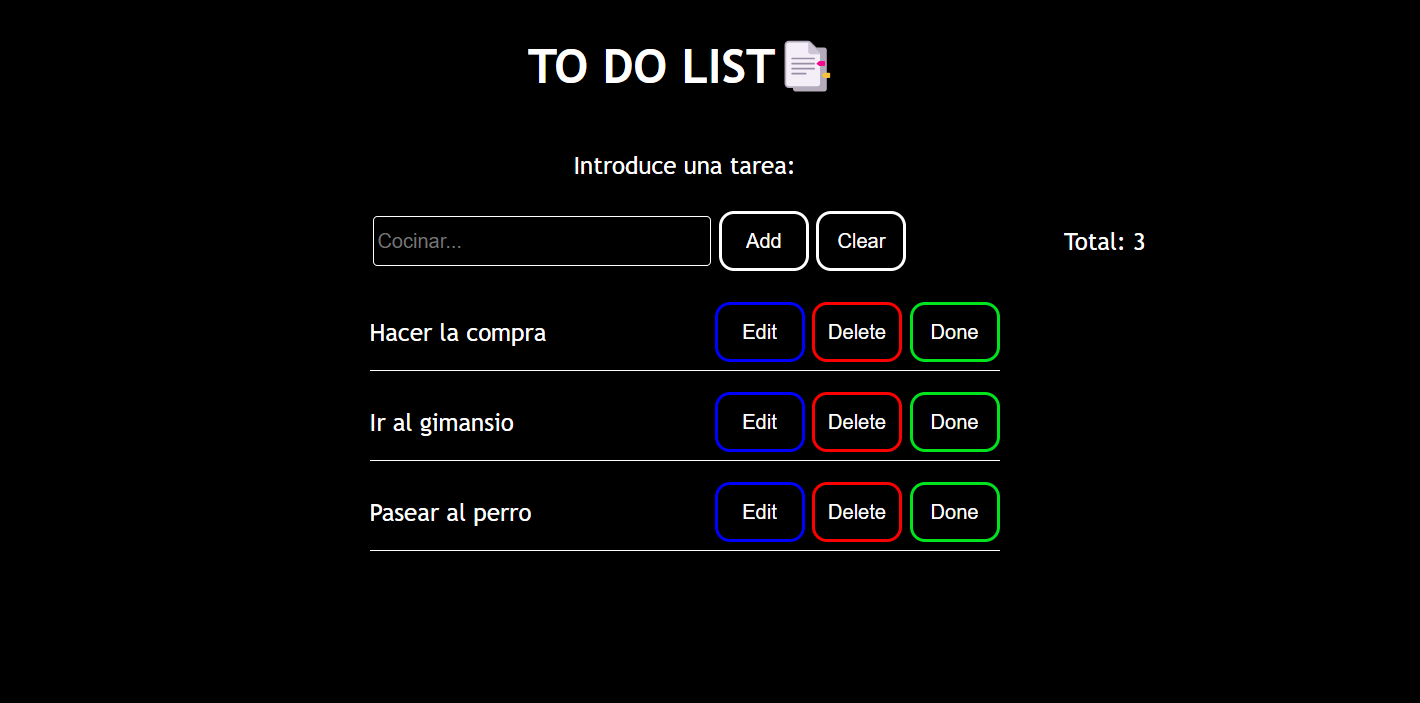 TO DO LIST
Introduce una tarea:
Cocinar... Add Clear Total: 3
Hacer la compra Edit Delete Done
Ir al gimansio Edit Delete Done
Pasear al perro Edit Delete Done